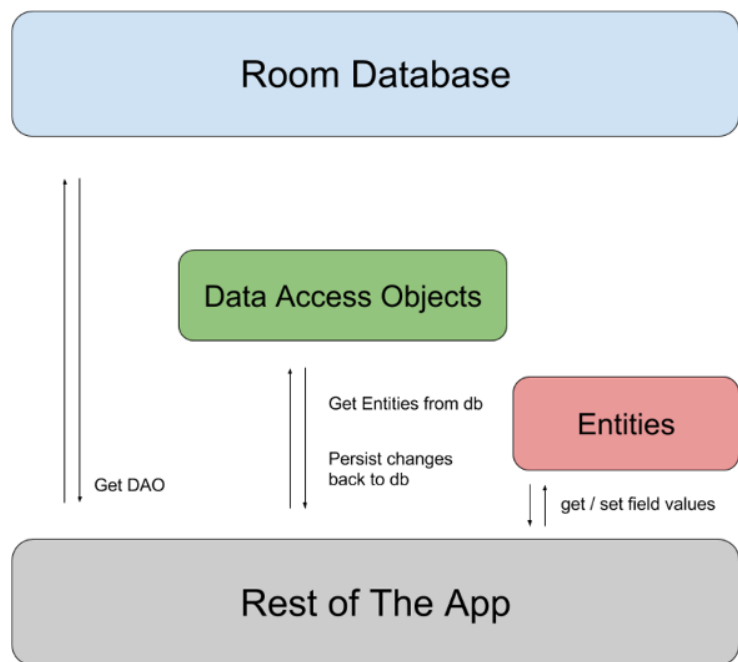 Room Database
Data Access Objects
Get Entities from db
Entities
Persist changes
back to db
Get DAO
get / set field values
Rest of The App